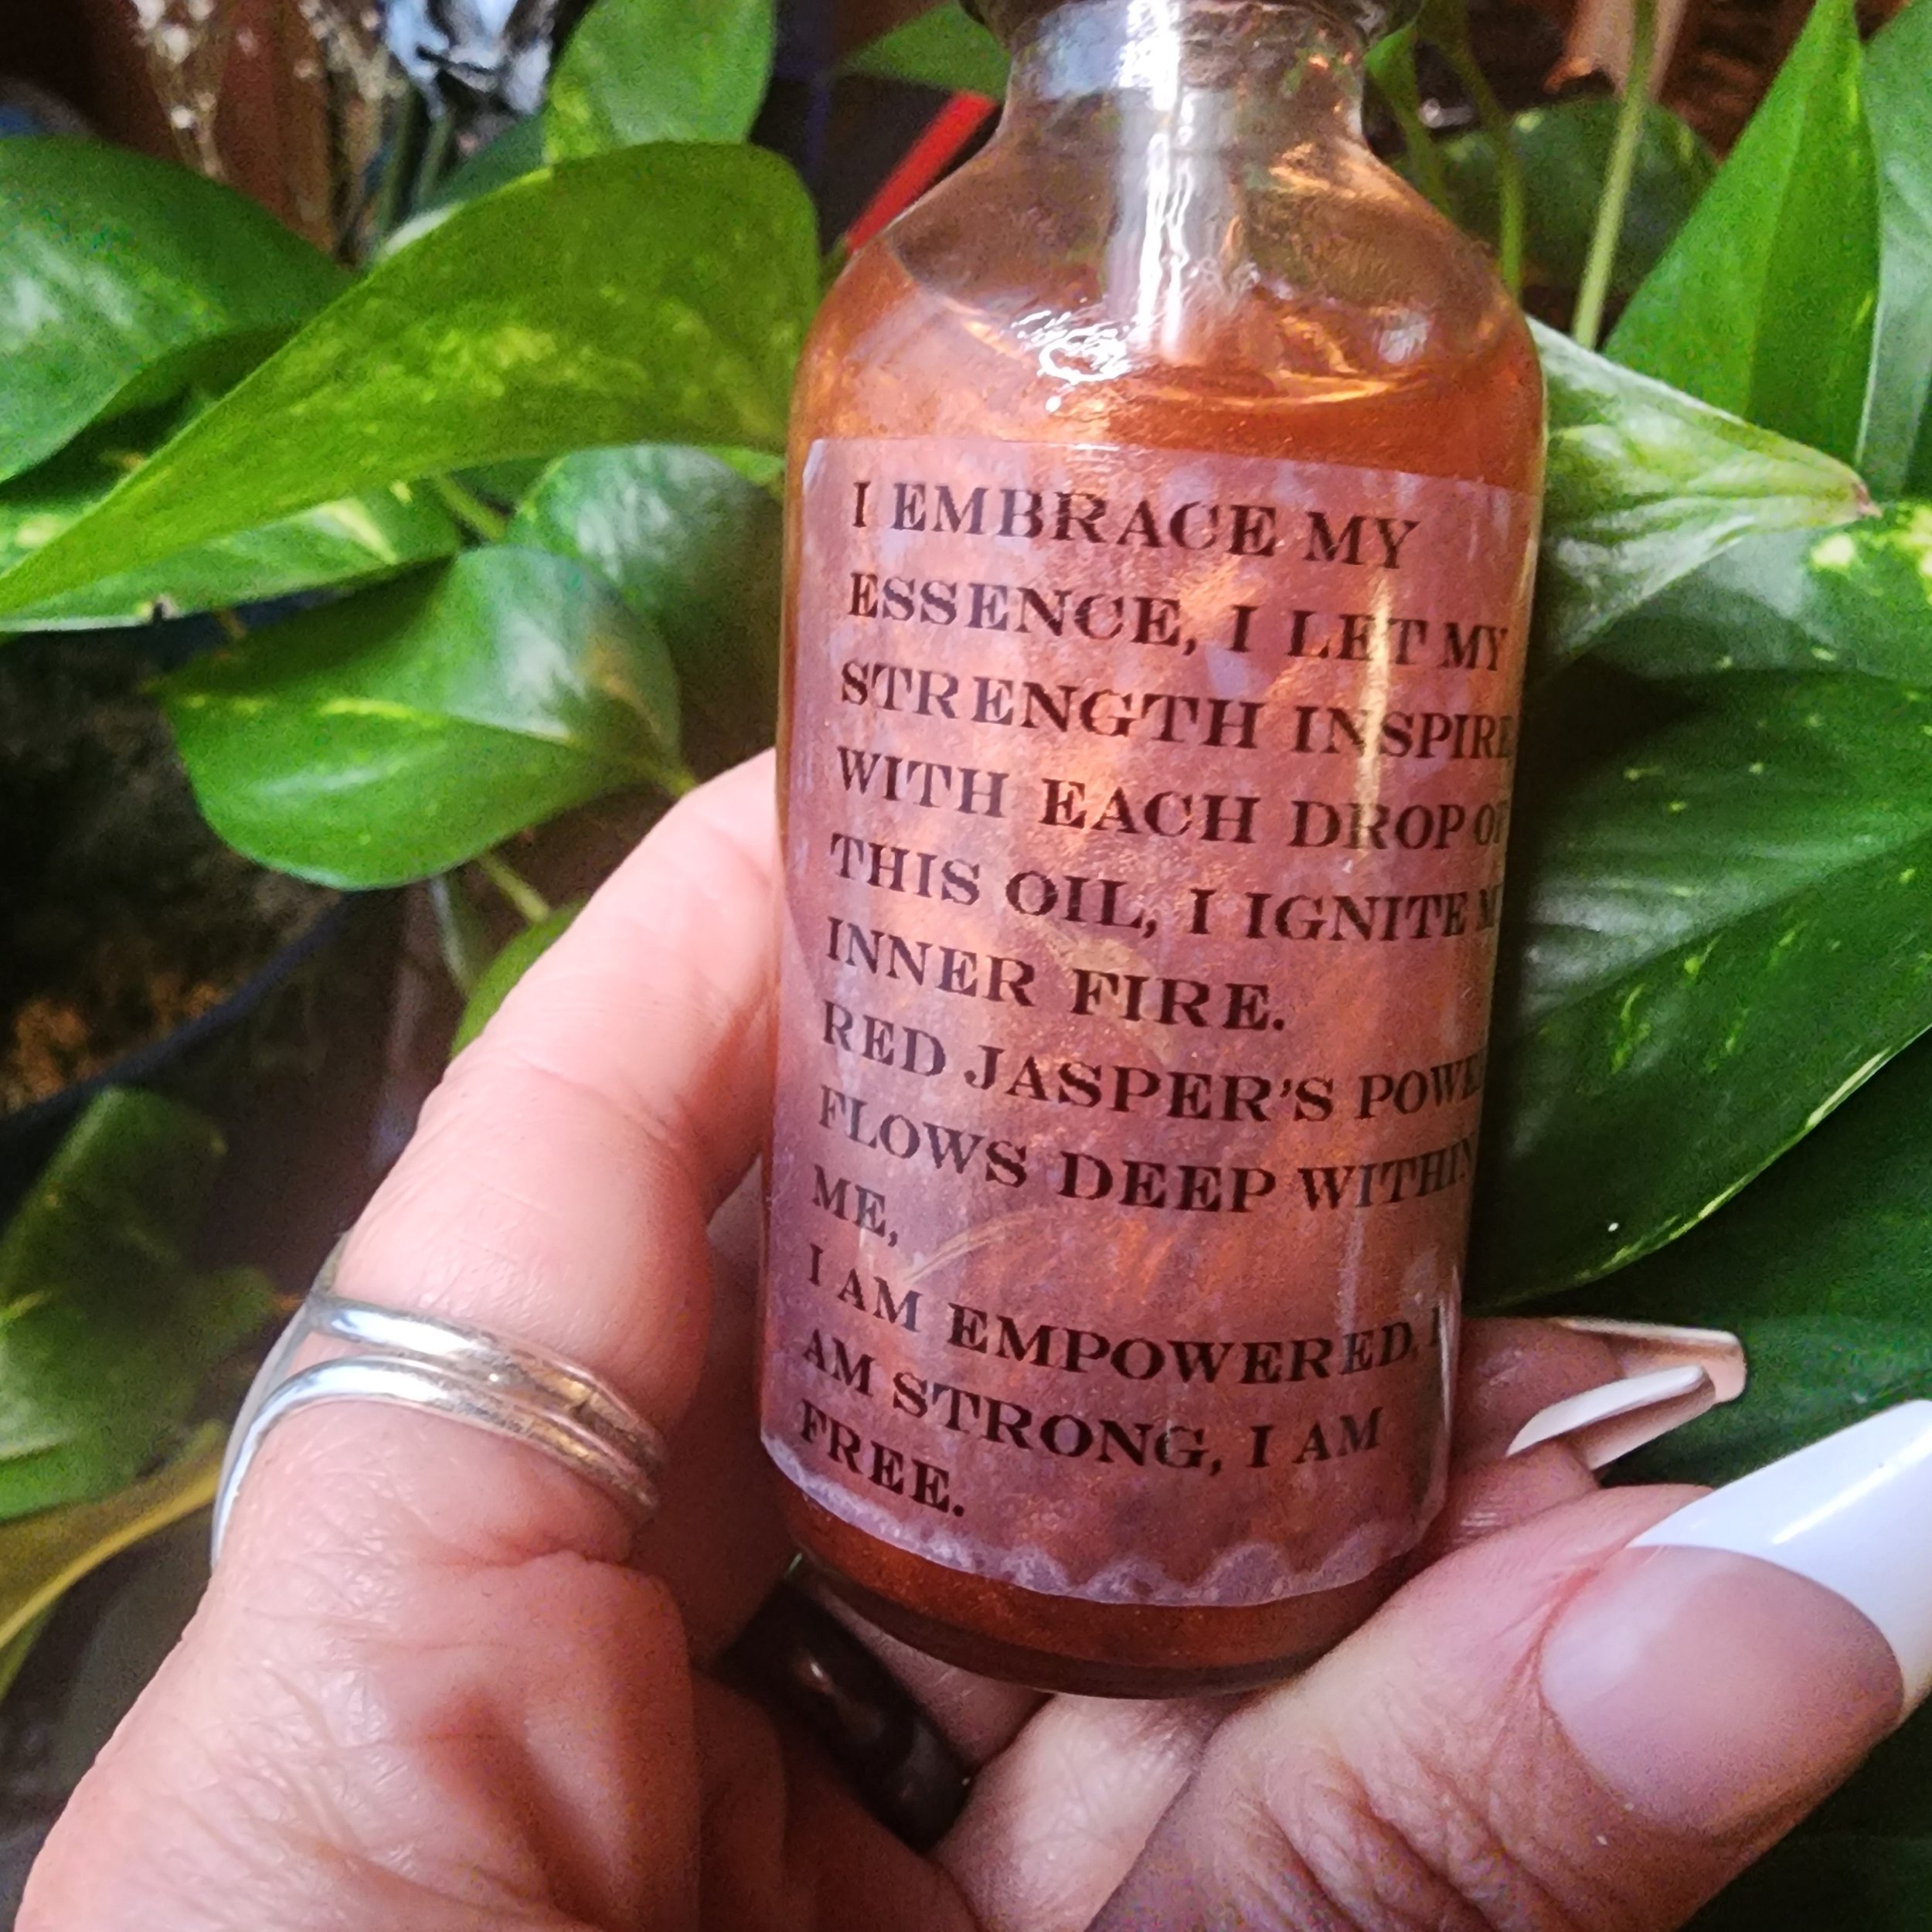 I EMBRACE MY
ESSENCE, I LET MY
STRENGTH INSPIRE
WITH EACH DROP OF
THIS OIL, I IGNITE
INNER FIRE.
RED JASPER'S
FLOWS DEEP WITHIN
ME,
I AM EMPOWERED, I
AM STRONG, I AM
FREE.